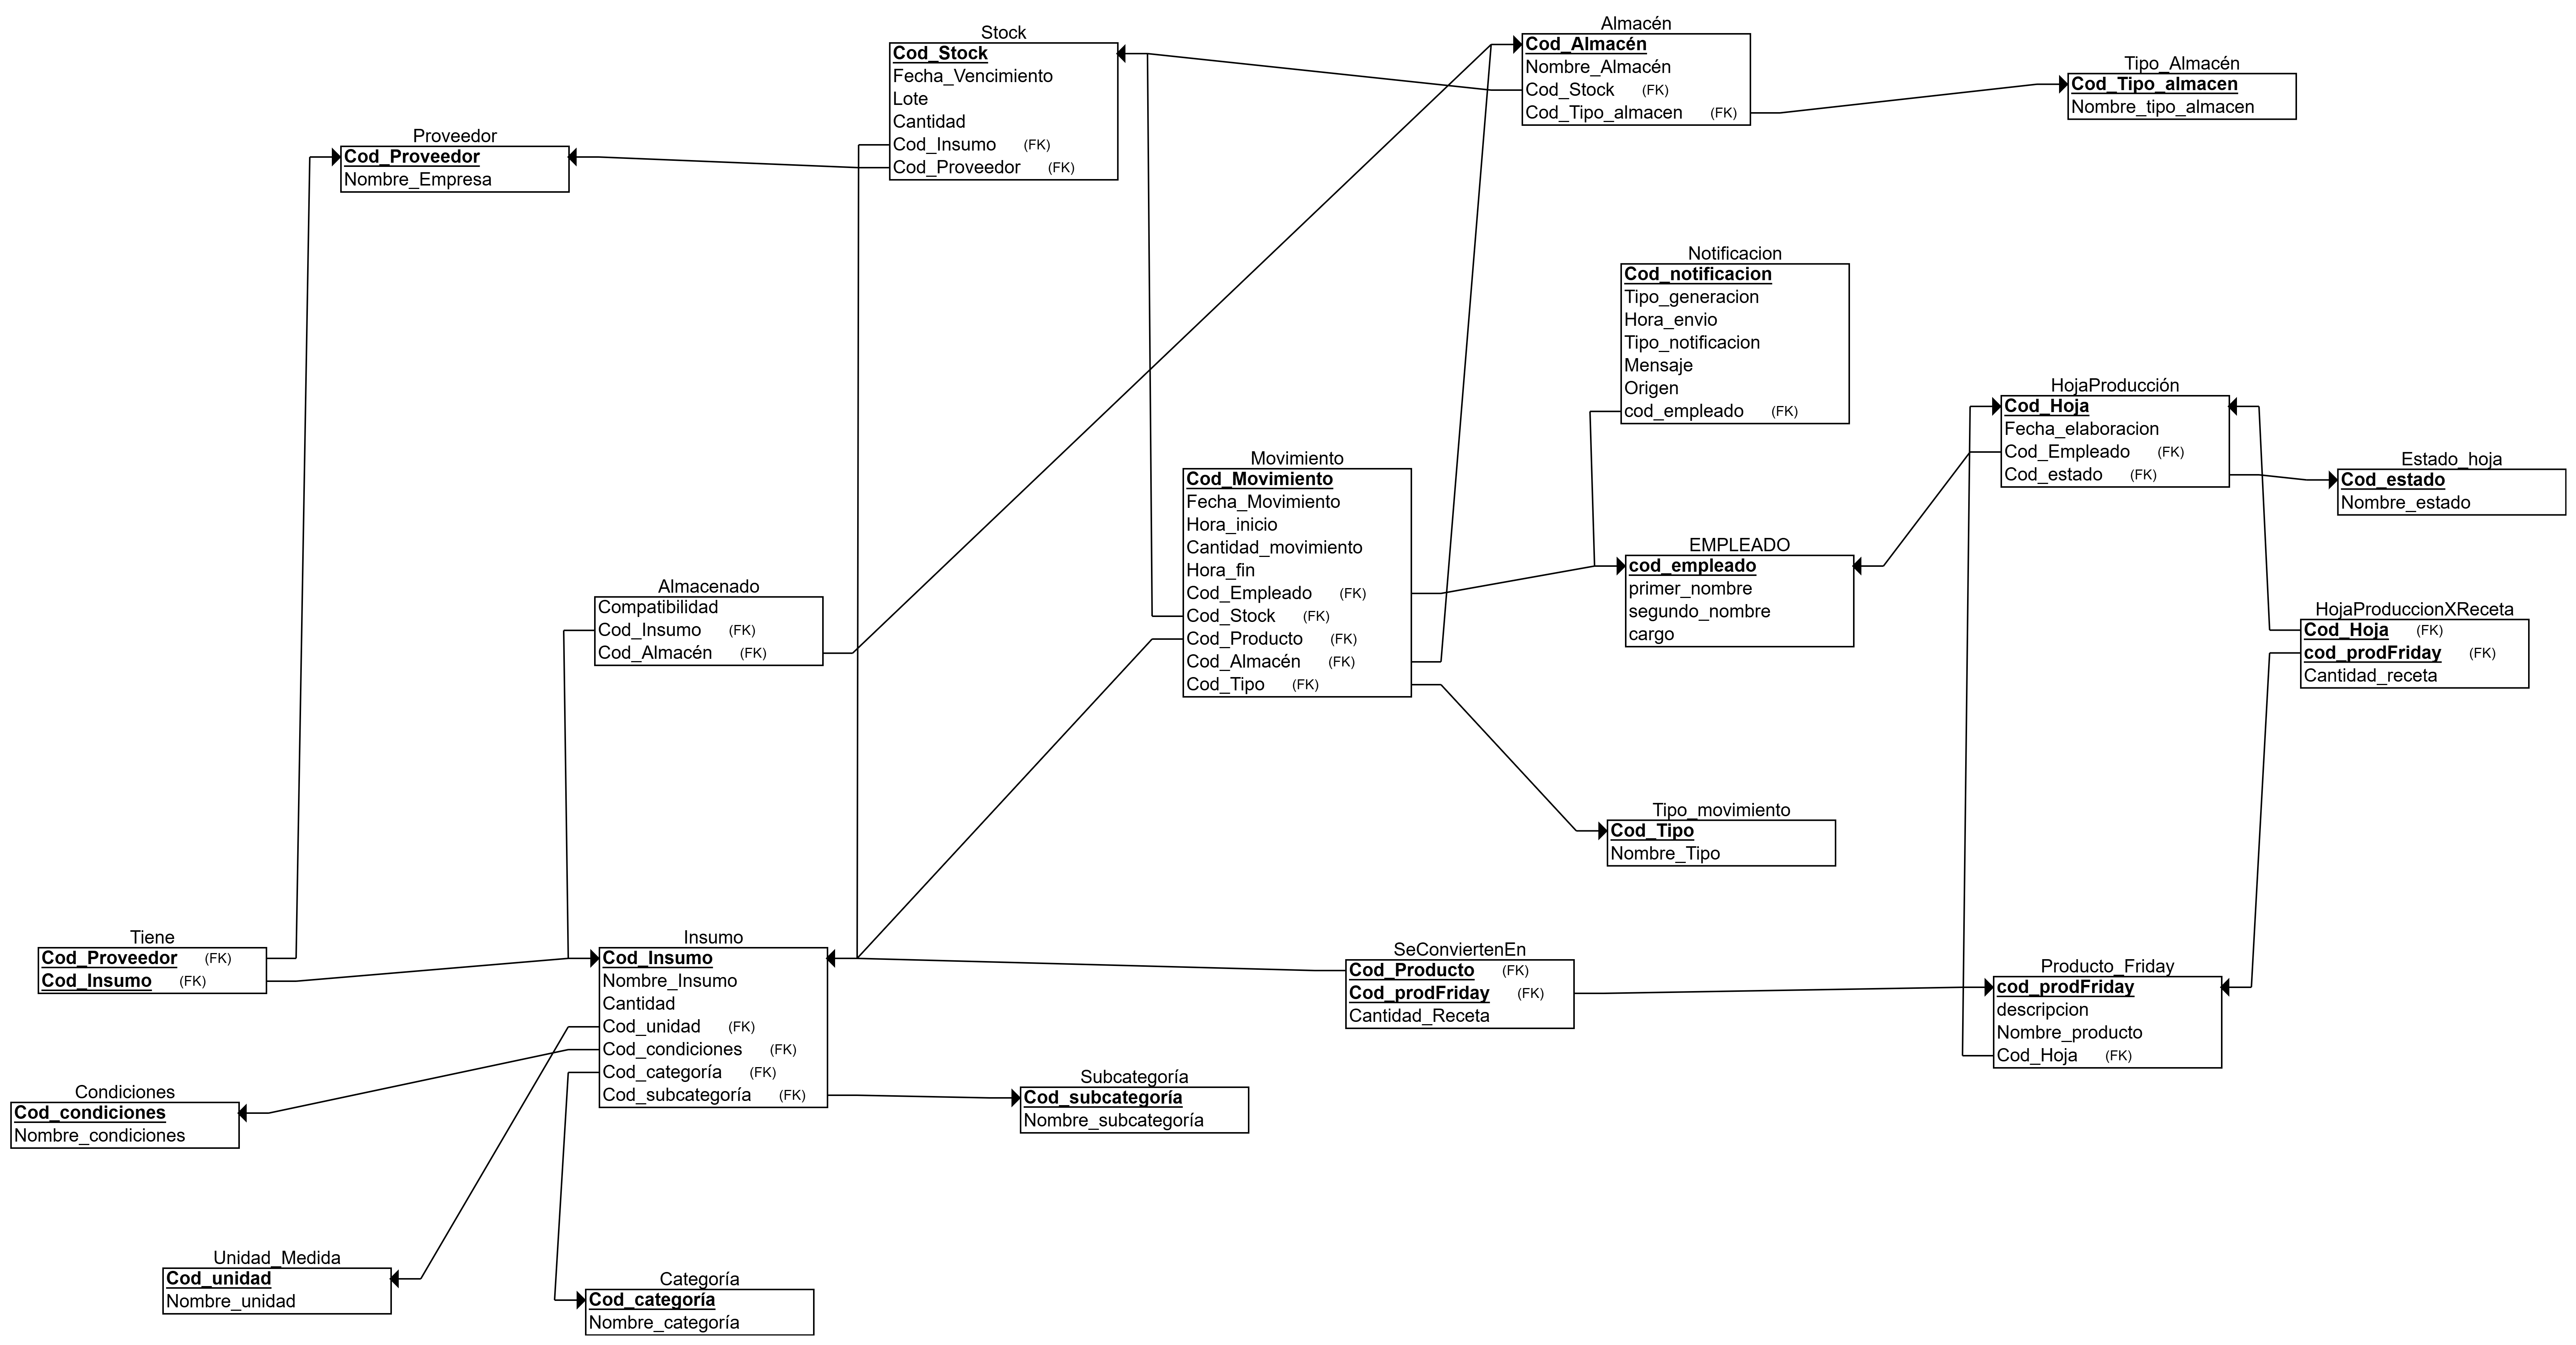 Stock
Cod_Stock
Fecha_Vencimiento
Lote
Cantidad
Cod_Insumo (FK)
Cod_Proveedor (FK)
Almacén
Cod_Almacén
Nombre_Almacén
Cod_Stock (FK)
Cod_Tipo_almacen (FK)
Tipo_Almacén
Cod_Tipo_almacen
Nombre_tipo_almacen
Proveedor
Cod_Proveedor
Nombre_Empresa
Notificacion
Cod_notificacion
Tipo_generacion
Hora_envio
Tipo_notificacion
Mensaje
Origen
cod_empleado (FK)
HojaProducción
Cod_Hoja
Fecha_elaboracion
Cod_Empleado (FK)
Cod_estado (FK)
Estado_hoja
Cod_estado
Nombre_estado
Movimiento
Cod_Movimiento
Fecha_Movimiento
Hora_inicio
Cantidad_movimiento
Hora_fin
Cod_Empleado (FK)
Cod_Stock (FK)
Cod_Producto (FK)
Cod_Almacén (FK)
Cod_Tipo (FK)
EMPLEADO
cod_empleado
primer_nombre
segundo_nombre
cargo
Almacenado
Compatibilidad
Cod_Insumo (FK)
Cod_Almacén (FK)
HojaProduccionXReceta
Cod_Hoja (FK)
cod_prodFriday (FK)
Cantidad_receta
Tipo_movimiento
Cod_Tipo
Nombre_Tipo
Tiene
Cod_Proveedor (FK)
Cod_Insumo (FK)
Insumo
Cod_Insumo
Nombre_Insumo
Cantidad
Cod_unidad (FK)
Cod_condiciones (FK)
Cod_categoría (FK)
Cod_subcategoría (FK)
SeConviertenEn
Cod_Producto (FK)
Cod_prodFriday (FK)
Cantidad_Receta
Producto_Friday
cod_prodFriday
descripcion
Nombre_producto
Cod_Hoja (FK)
Condiciones
Cod_condiciones
Nombre_condiciones
Subcategoría
Cod_subcategoría
Nombre_subcategoría
Unidad_Medida
Cod_unidad
Nombre_unidad
Categoría
Cod_categoría
Nombre_categoría